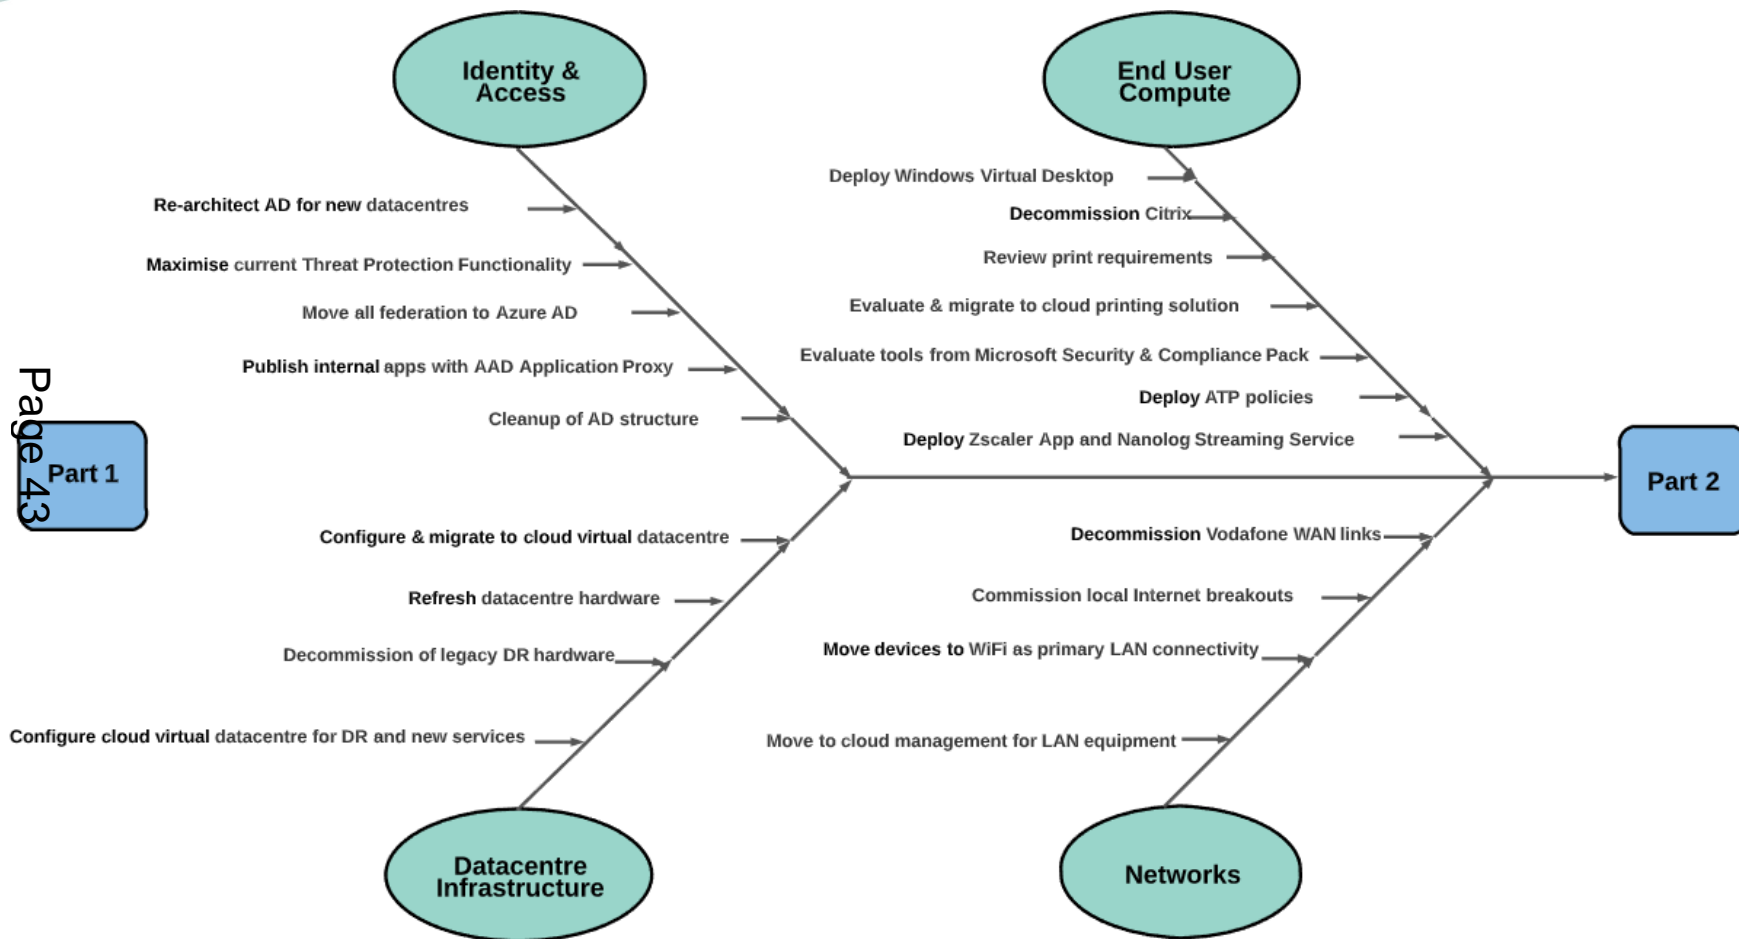 Identity &
Access
End User
Compute
Deploy Windows Virtual Desktop
Re-architect AD for new datacentres
Decommission Citrix
Maximise current Threat Protection Functionality
Review print requirements
Move all federation to Azure AD
Evaluate & migrate to cloud printing solution
Publish internal apps with AAD Application Proxy
Evaluate tools from Microsoft Security & Compliance Pack
Deploy ATP policies
Cleanup of AD structure
Deploy Zscaler App and Nanolog Streaming Service
Page 43
Part 1
Part 2
Configure & migrate to cloud virtual datacentre
Decommission Vodafone WAN links
Refresh datacentre hardware
Commission local Internet breakouts
Decommission of legacy DR hardware
Move devices to WiFi as primary LAN connectivity
Configure cloud virtual datacentre for DR and new services
Move to cloud management for LAN equipment
Datacentre
Infrastructure
Networks